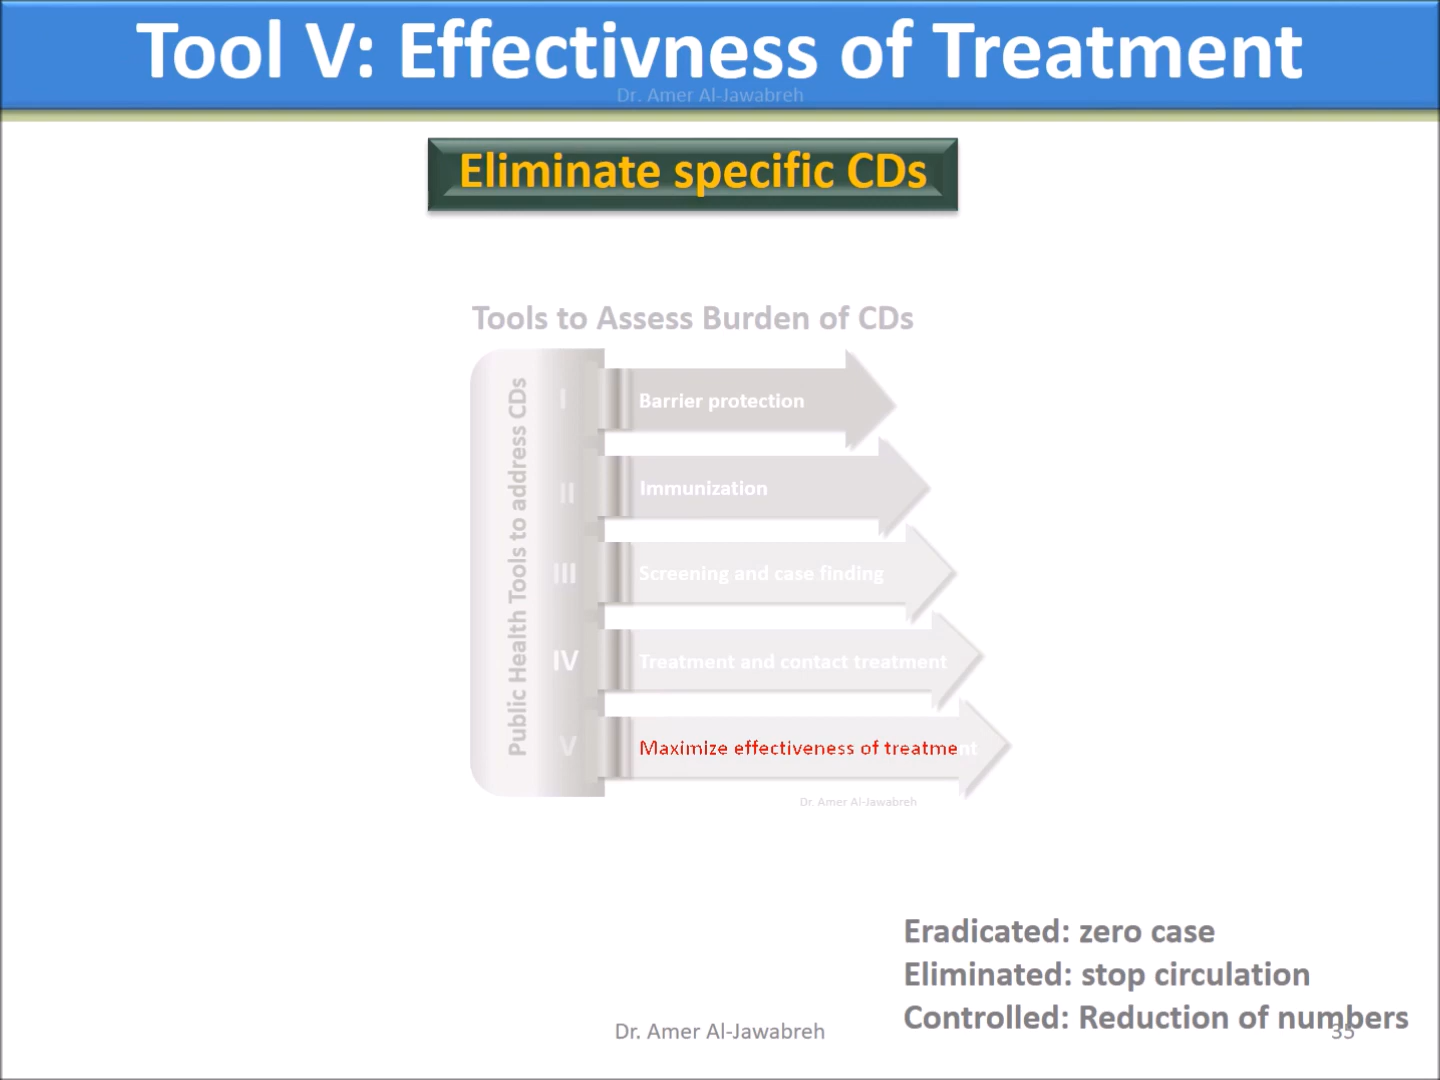 Tool V: Effectivness of Treatment
Dr. Amer Al-Jawabreh
Eliminate specific CDs
Tools to Assess Burden of CDs
Public Health Tools to address CDs
I
Barrier protection
II
Immunization
III
Screening and case finding
IV
Treatment and contact treatment
V
Maximize effectiveness of treatment
Dr. Amer Al-Jawabreh
Eradicated: zero case
Eliminated: stop circulation
Controlled: Reduction of numbers
Dr. Amer Al-Jawabreh
35